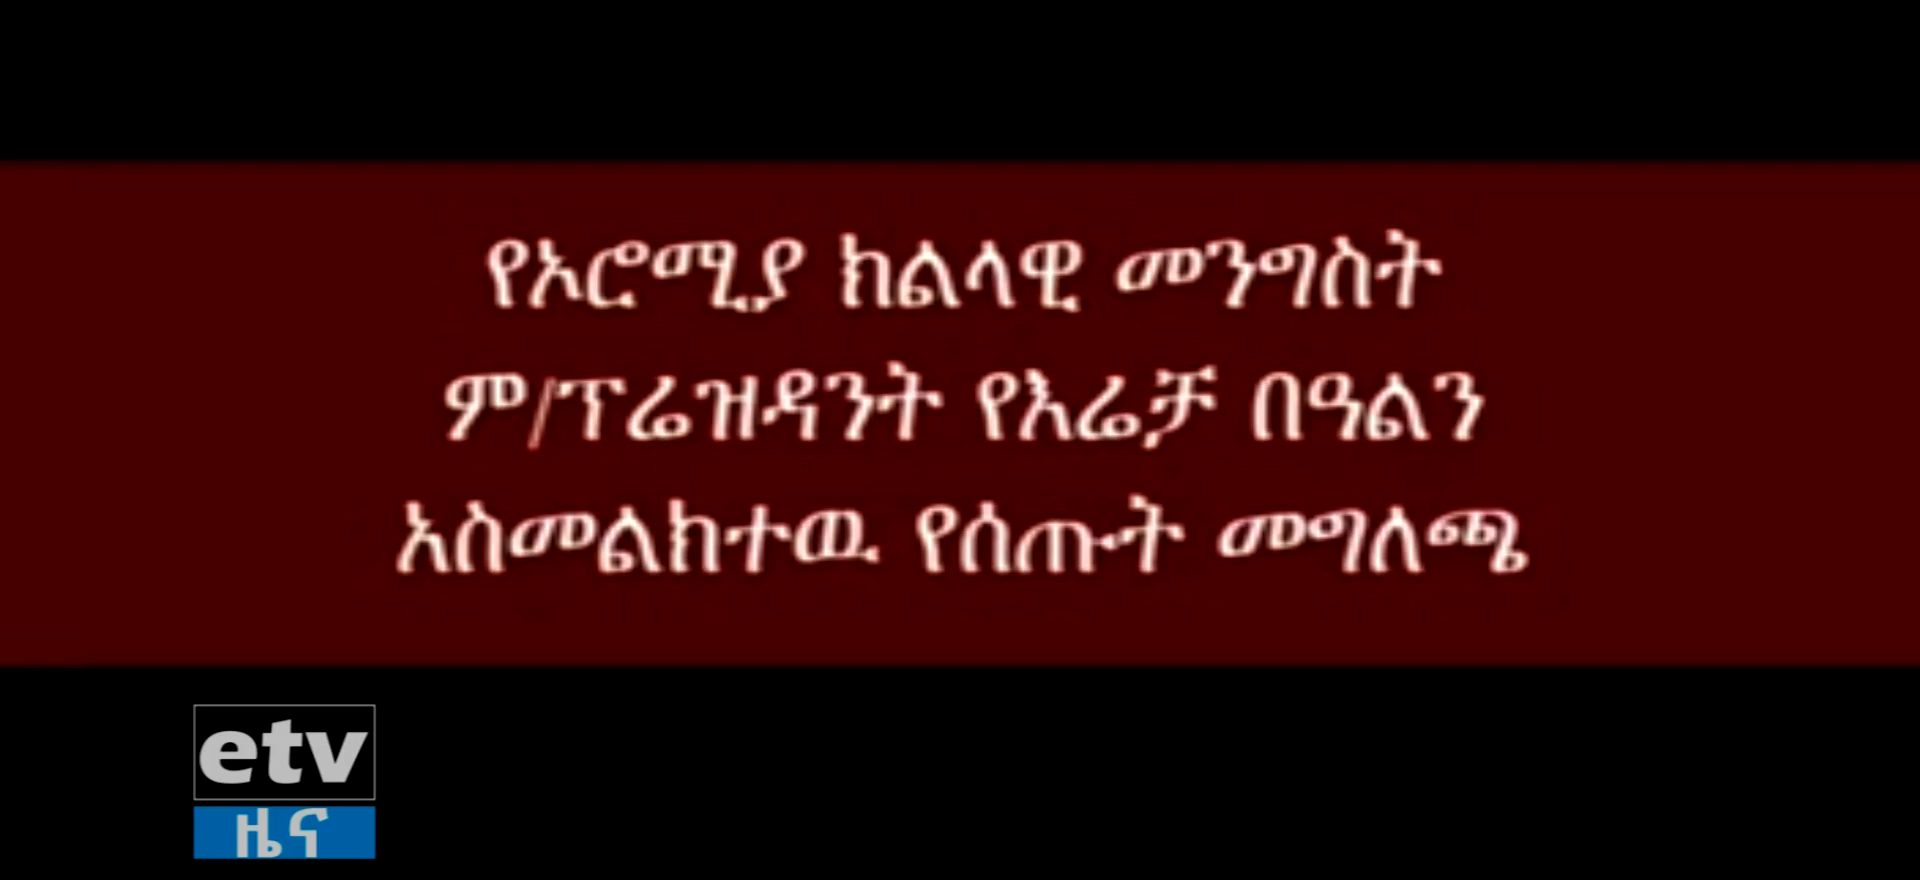 የኦሮሚያ ክልላዊ መንግስት
ም/ፕሬዝዳንት የእሬቻ በዓልን
አስመልክተዉ የሰጡት መግለጫ
etv
ዜና